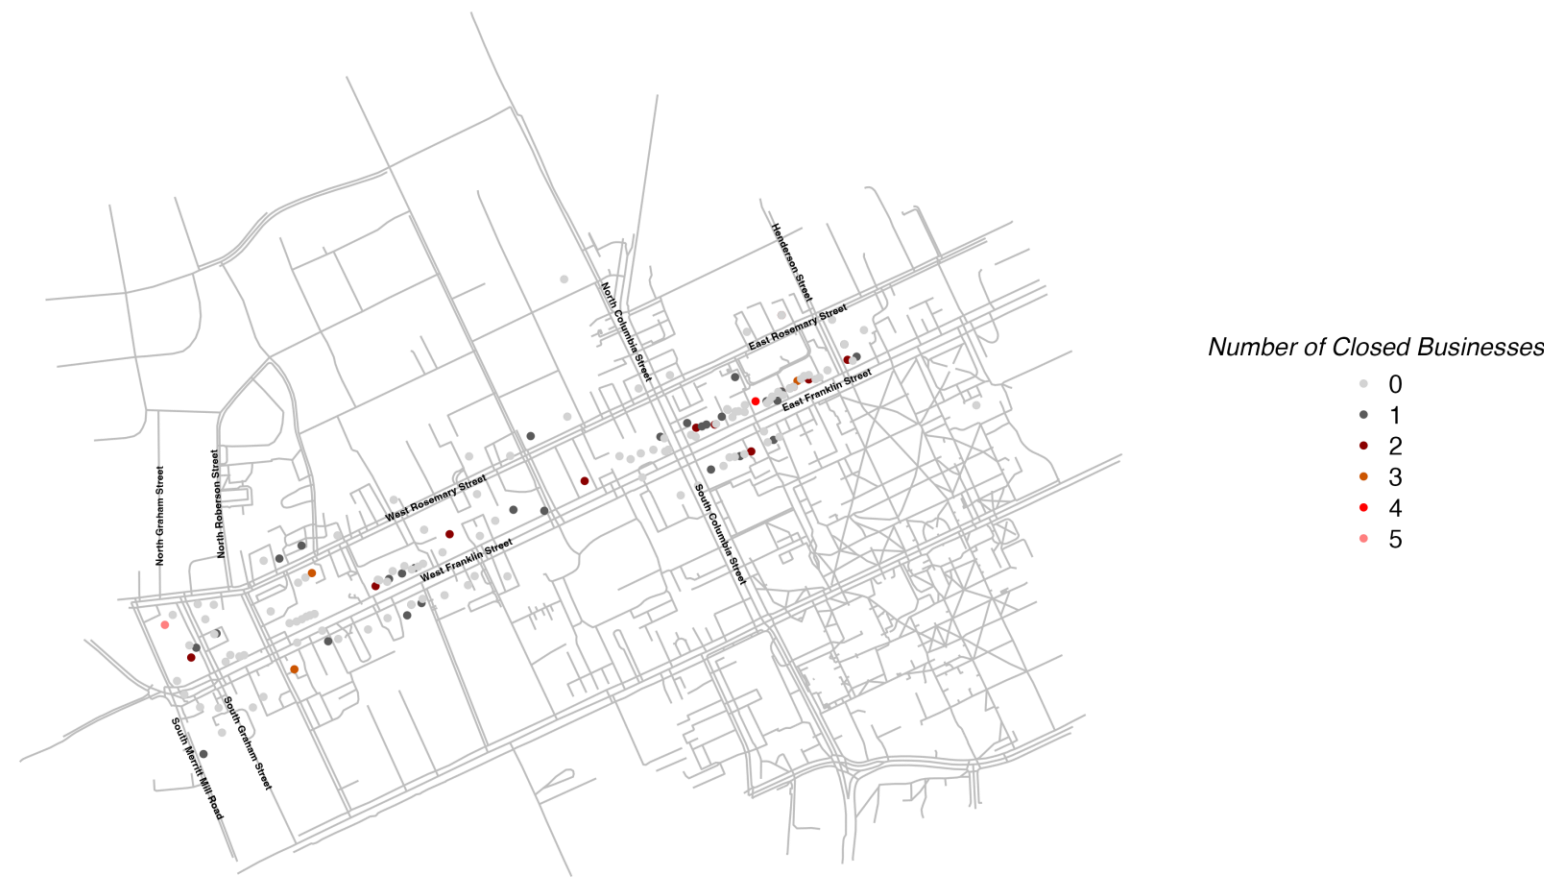 Henderson Street
North Columbia Street
East Rosemary Street
Number of Closed Businesses
0
1
2
3
4
5
East Franklin Street
North Graham Street
North Roberson Street
West Rosemary Street
West Franklin Street
South Columbia Street
South Merritt Mill Road
South Graham Street